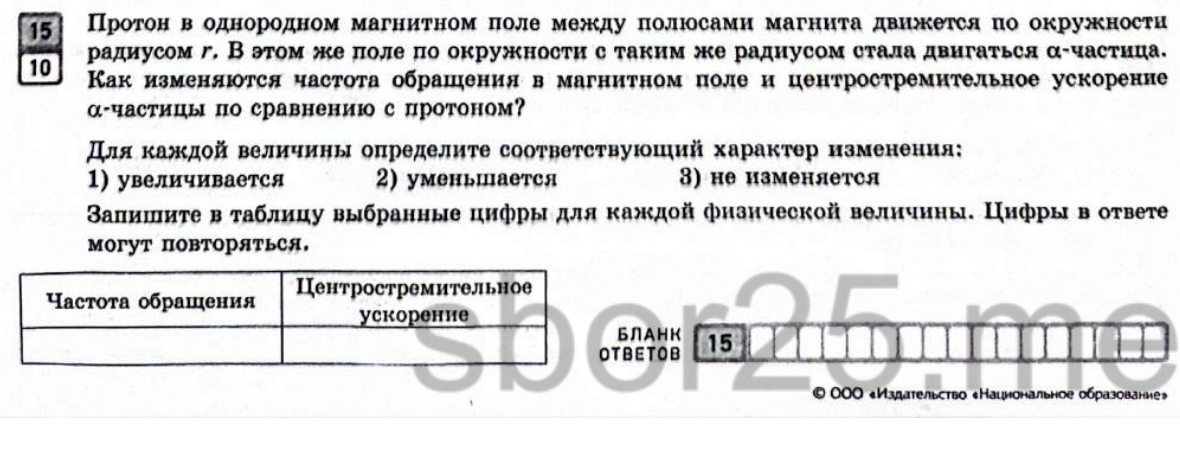 15
10
Протон в однородном магнитном поле между полюсами магнита движется по окружности
радиусом r. В этом же поле по окружности с таким же радиусом стала двигаться α-частица.
Как изменяются частота обращения в магнитном поле и центростремительное ускорение
α-частицы по сравнению с протоном?
Для каждой величины определите соответствующий характер изменения:
1) увеличивается 2) уменьшается 3) не изменяется
Запишите в таблицу выбранные цифры для каждой физической величины. Цифры в ответе
могут повторяться.
Частота обращения
Центростремительное
ускорение
БЛАНК
ОТВЕТОВ
15
sbor25.me
© ООО «Издательство «Национальное образование»